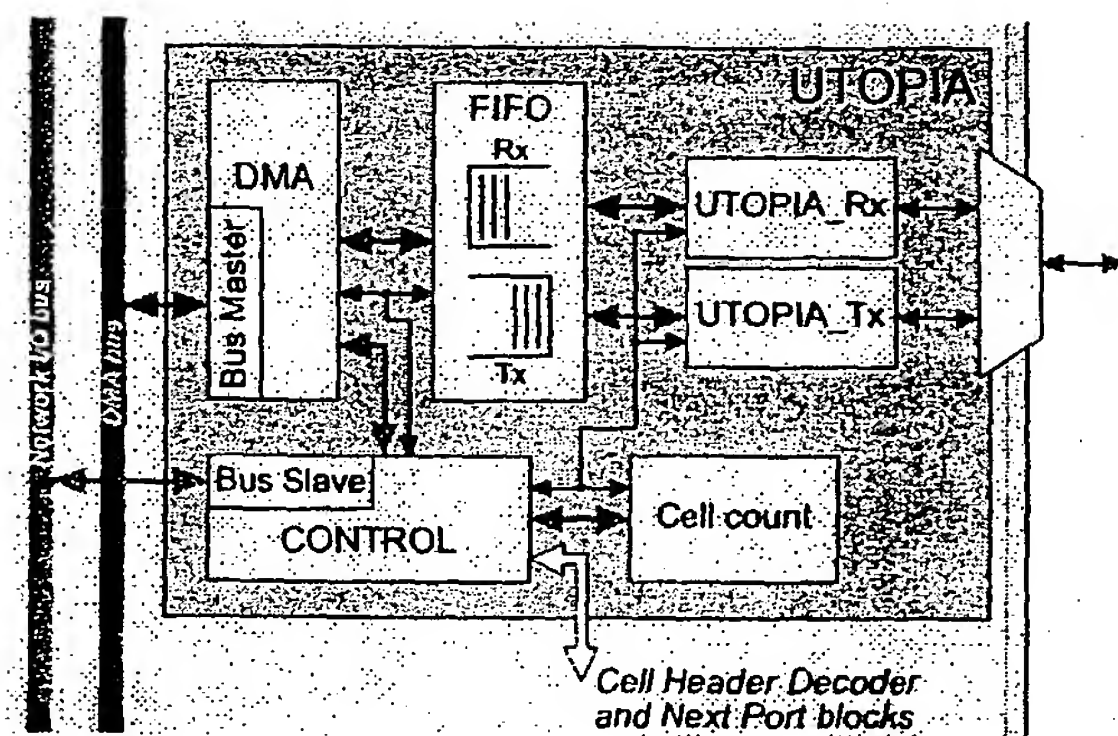 UTOPIA
FIFO
Rx
DMA
UTOPIA_Rx
Bus Master
UTOPIA_Tx
Tx
Network I/O bus
DMA bus
Bus Slave
CONTROL
Cell count
Cell Header Decoder
and Next Port blocks